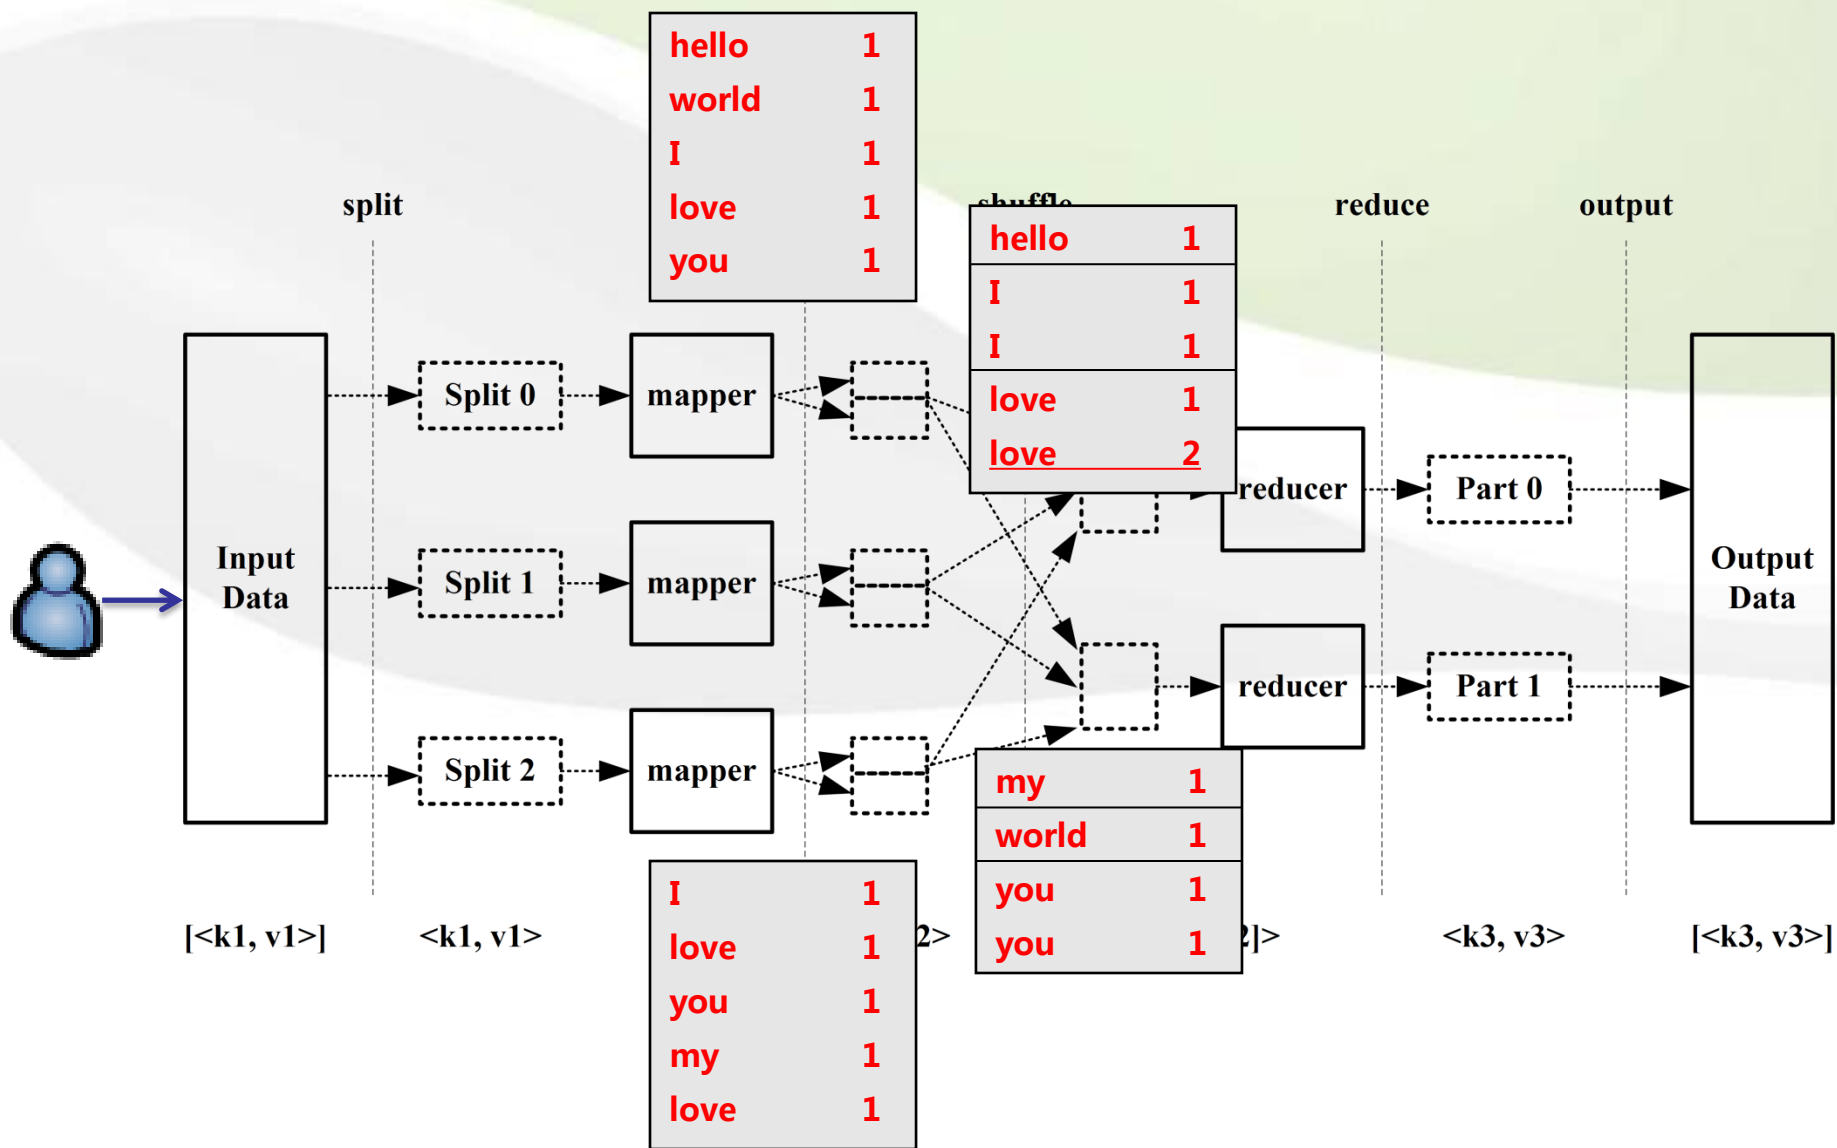 hello 1
world 1
I 1
love 1
you 1
split
shuffle
reduce
output
hello 1
I 1
I 1
love 1
love 2
Input
Data
Split 0
mapper
Split 1
mapper
Split 2
mapper
reducer
Part 0
reducer
Part 1
Output
Data
my 1
world 1
you 1
you 1
I 1
love 1
you 1
my 1
love 1
[<k1, v1>]
<k1, v1>
2>
2]>
<k3, v3>
[<k3, v3>]